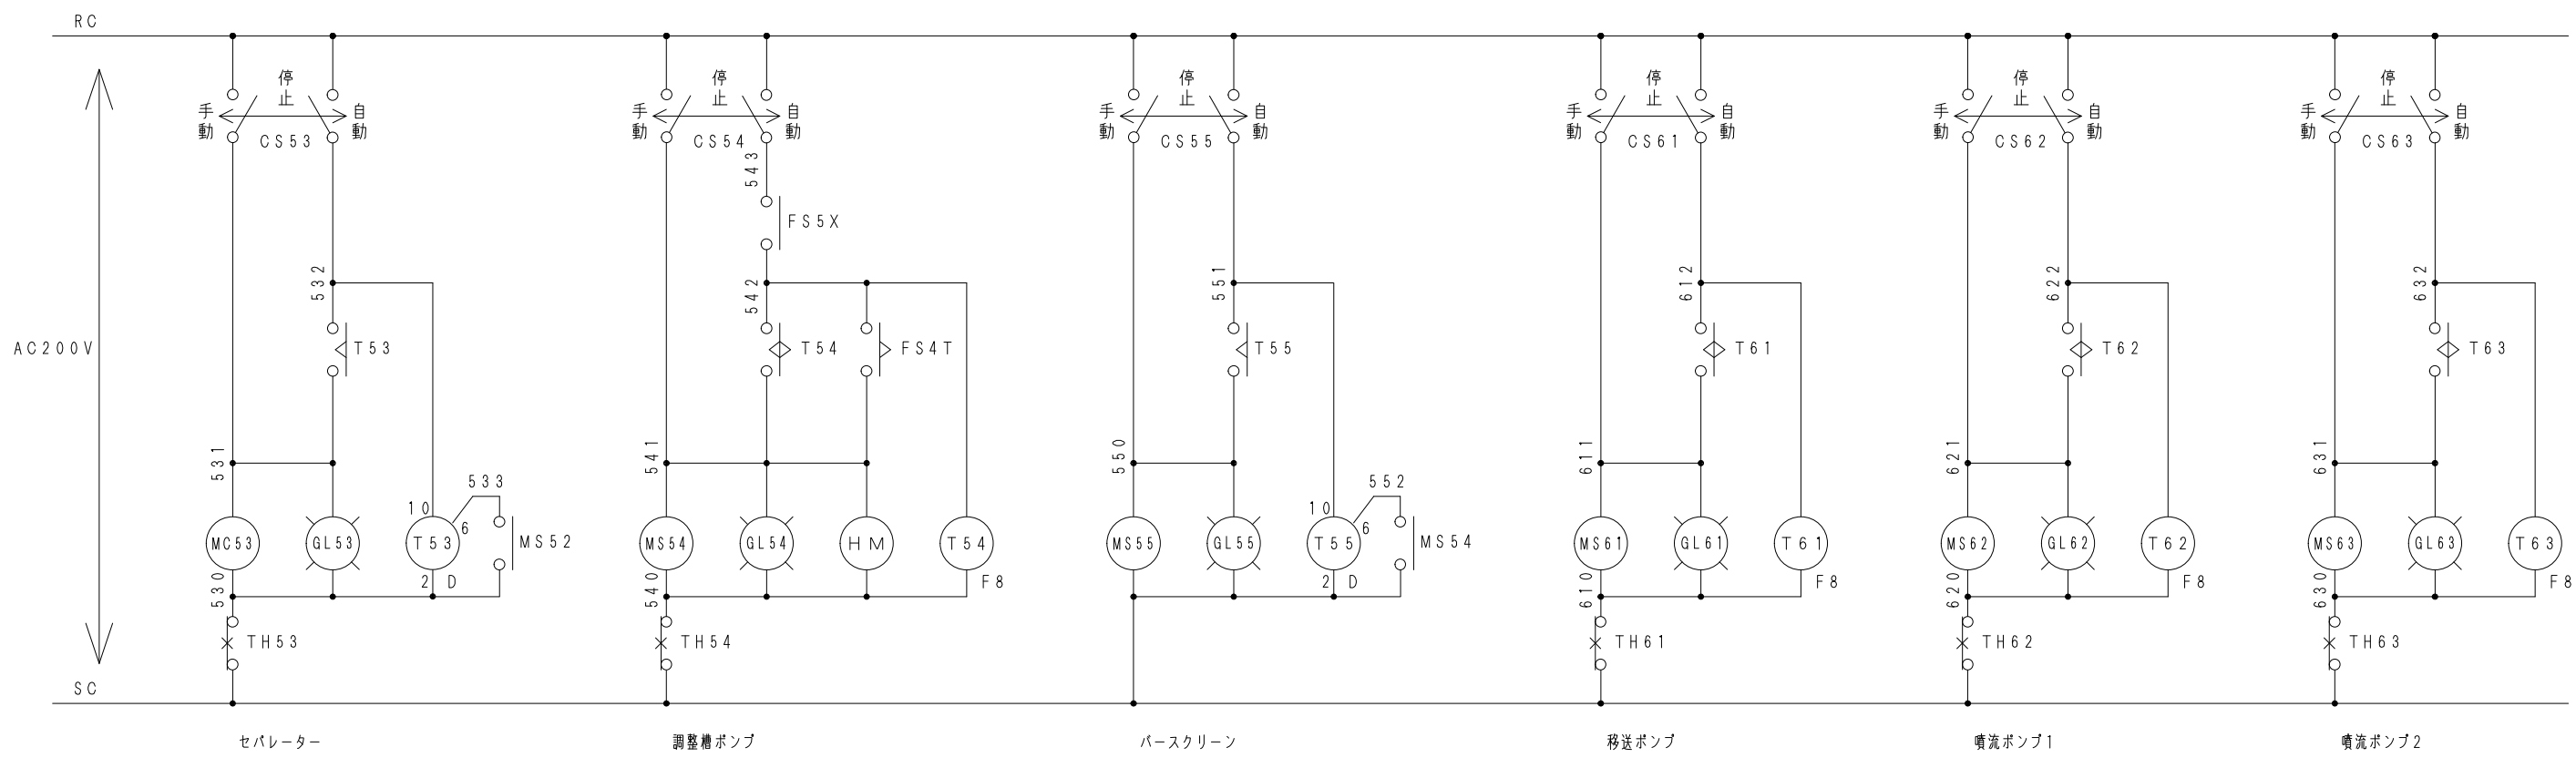 RC
AC200V
SC
停止
手動
自動
CS53
532
T53
531
533
10
6
MC53
GL53
T53
MS52
2
D
530
TH53
セパレーター
停止
手動
自動
CS54
543
FS5X
542
T54
FS4T
541
MS54
GL54
HM
T54
F8
540
TH54
調整槽ポンプ
停止
手動
自動
CS55
551
T55
550
552
10
6
MS55
GL55
T55
MS54
2
D
バースクリーン
停止
手動
自動
CS61
612
T61
611
MS61
GL61
T61
F8
610
TH61
移送ポンプ
停止
手動
自動
CS62
622
T62
621
MS62
GL62
T62
F8
620
TH62
噴流ポンプ1
停止
手動
自動
CS63
632
T63
631
MS63
GL63
T63
F8
630
TH63
噴流ポンプ2